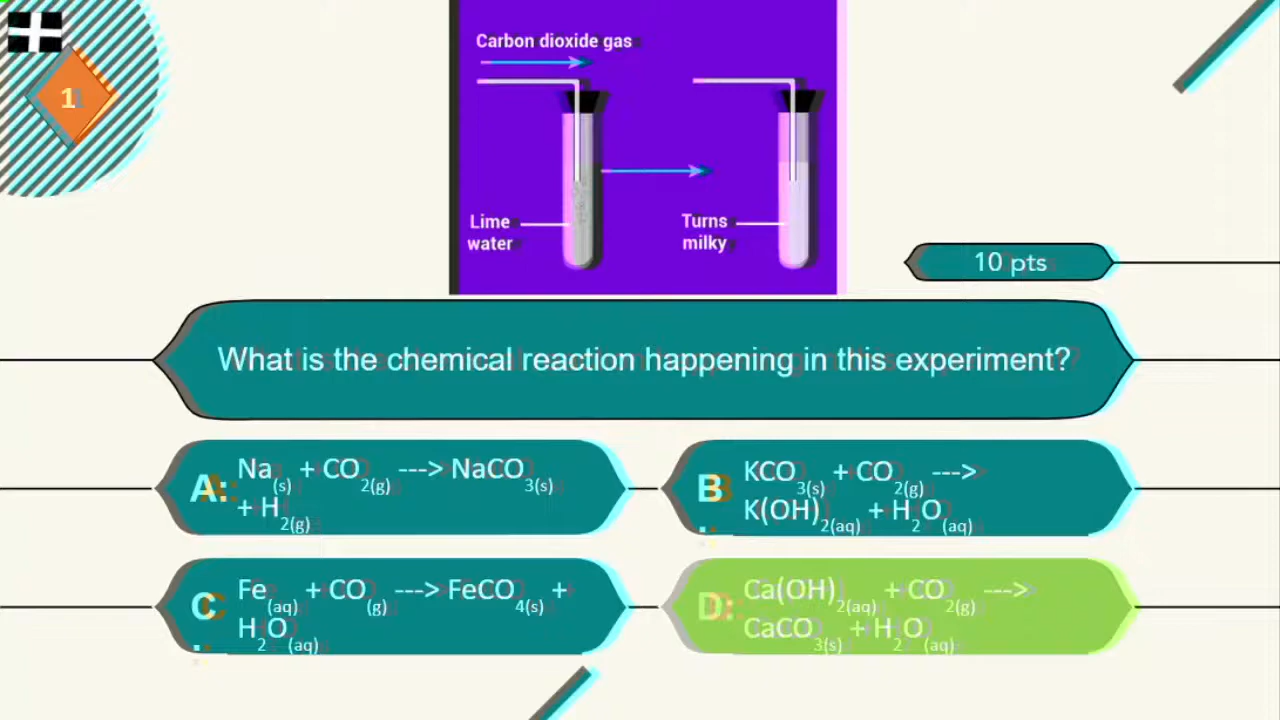 1
Carbon dioxide gas
Lime
water
Turns
milky
10 pts
What is the chemical reaction happening in this experiment?
A: Na(s) + CO2(g) ---> NaCO3(s)
+ H2(g)
B: KCO3(s) + CO2(g) --->
K(OH)2(aq) + H2O(aq)
C: Fe(aq) +CO(g) ---> FeCO4(s) +
H2O(aq)
D: Ca(OH)2(aq) + CO2(g) --->
CaCO3(s) + H2O(aq)